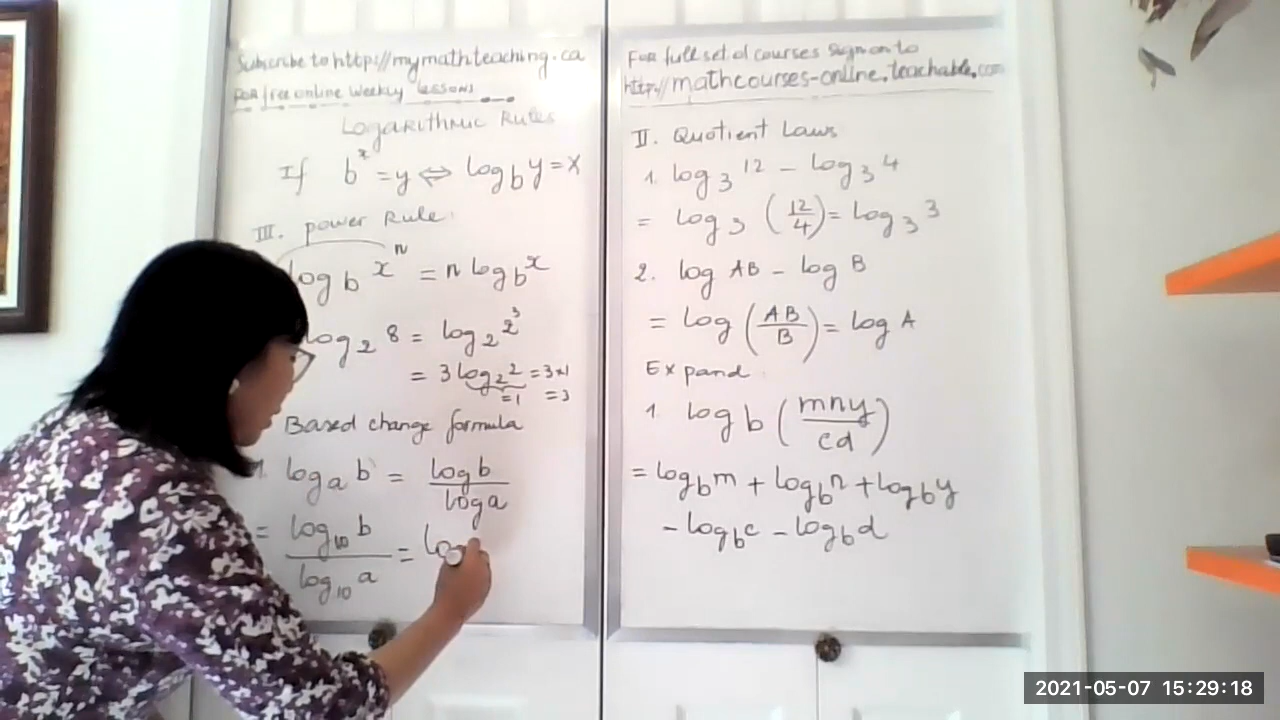 Subscribe to http://mymathteaching.ca
For free online weekly lessons
Logarithmic Rules
If b^x = y ⇔ log_b y = x
III. power Rule:
log_b x^n = n log_b x
log_2 8 = log_2 2^3
= 3 log_2 2 = 3×1
=1 =3
Based change formula
1. log_a b = log b / log a
= log_10 b / log_10 a = lo
For full set of courses sign on to
http://mathcourses-online.teachable.com
II. Quotient Laws
1. log_3 12 - log_3 4
= log_3 (12/4) = log_3 3
2. log AB - log B
= log (AB/B) = log A
Expand
1. log b (mny/cd)
= log_b m + log_b n + log_b y
- log_b c - log_b d
2021-05-07 15:29:18